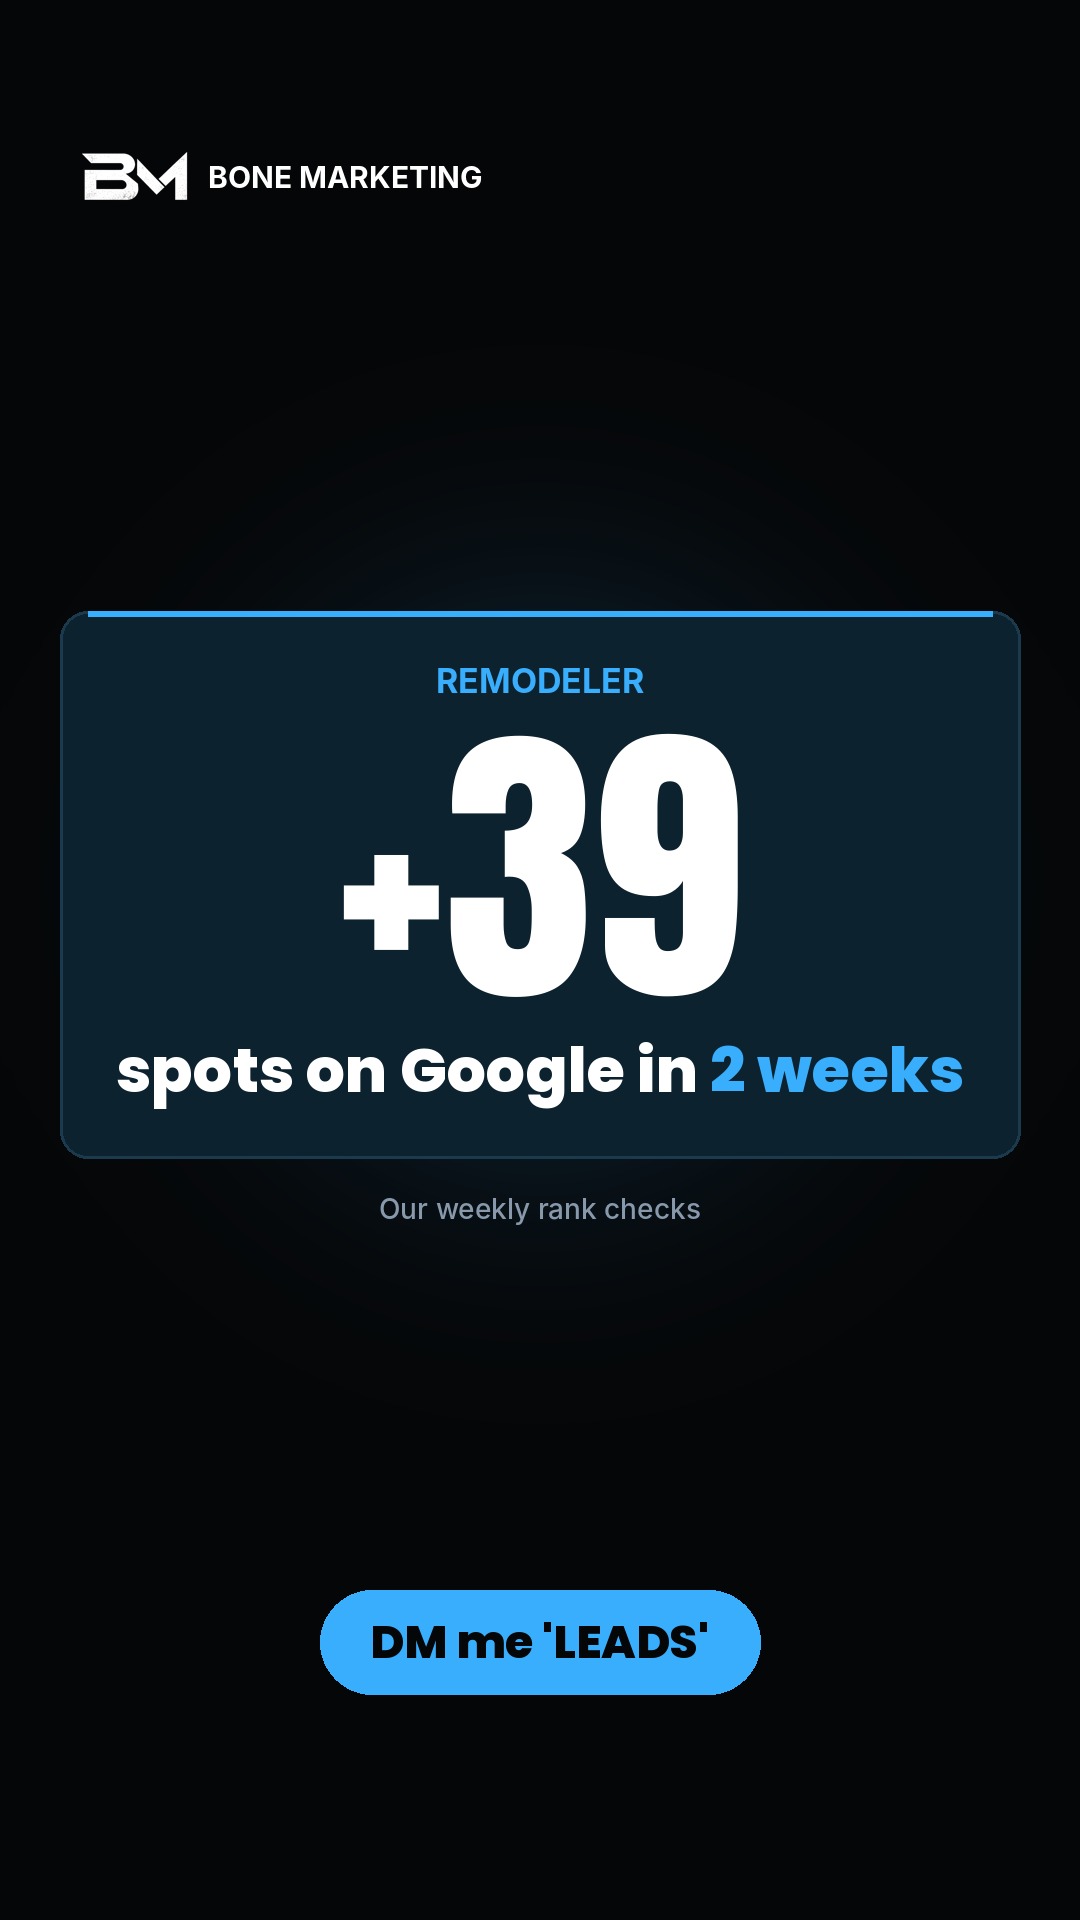 BM BONE MARKETING
REMODELER
+39
spots on Google in 2 weeks
Our weekly rank checks
DM me 'LEADS'